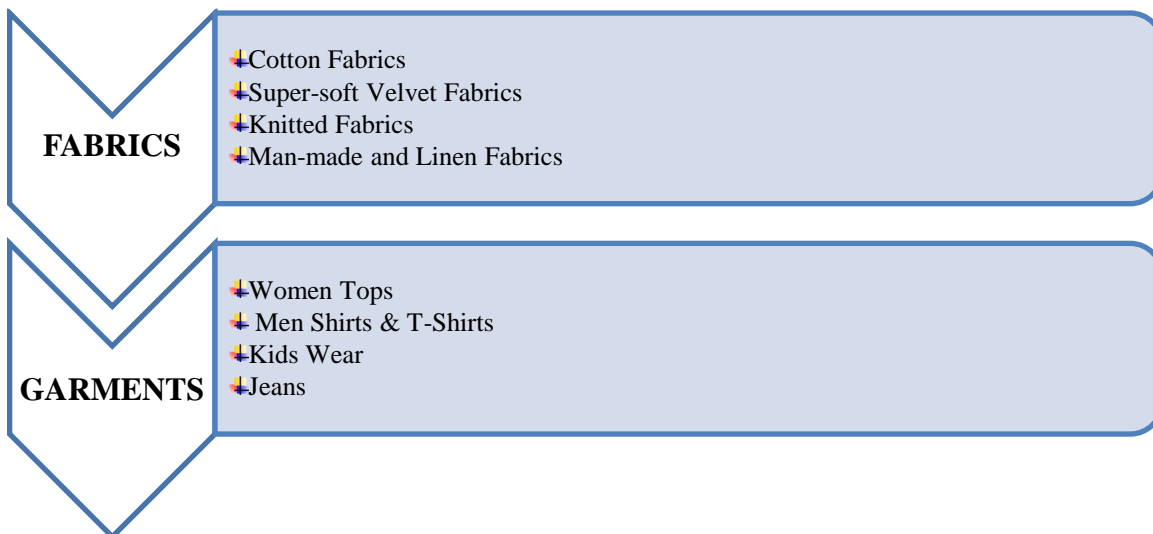 FABRICS
Cotton Fabrics
Super-soft Velvet Fabrics
Knitted Fabrics
Man-made and Linen Fabrics
GARMENTS
Women Tops
Men Shirts & T-Shirts
Kids Wear
Jeans